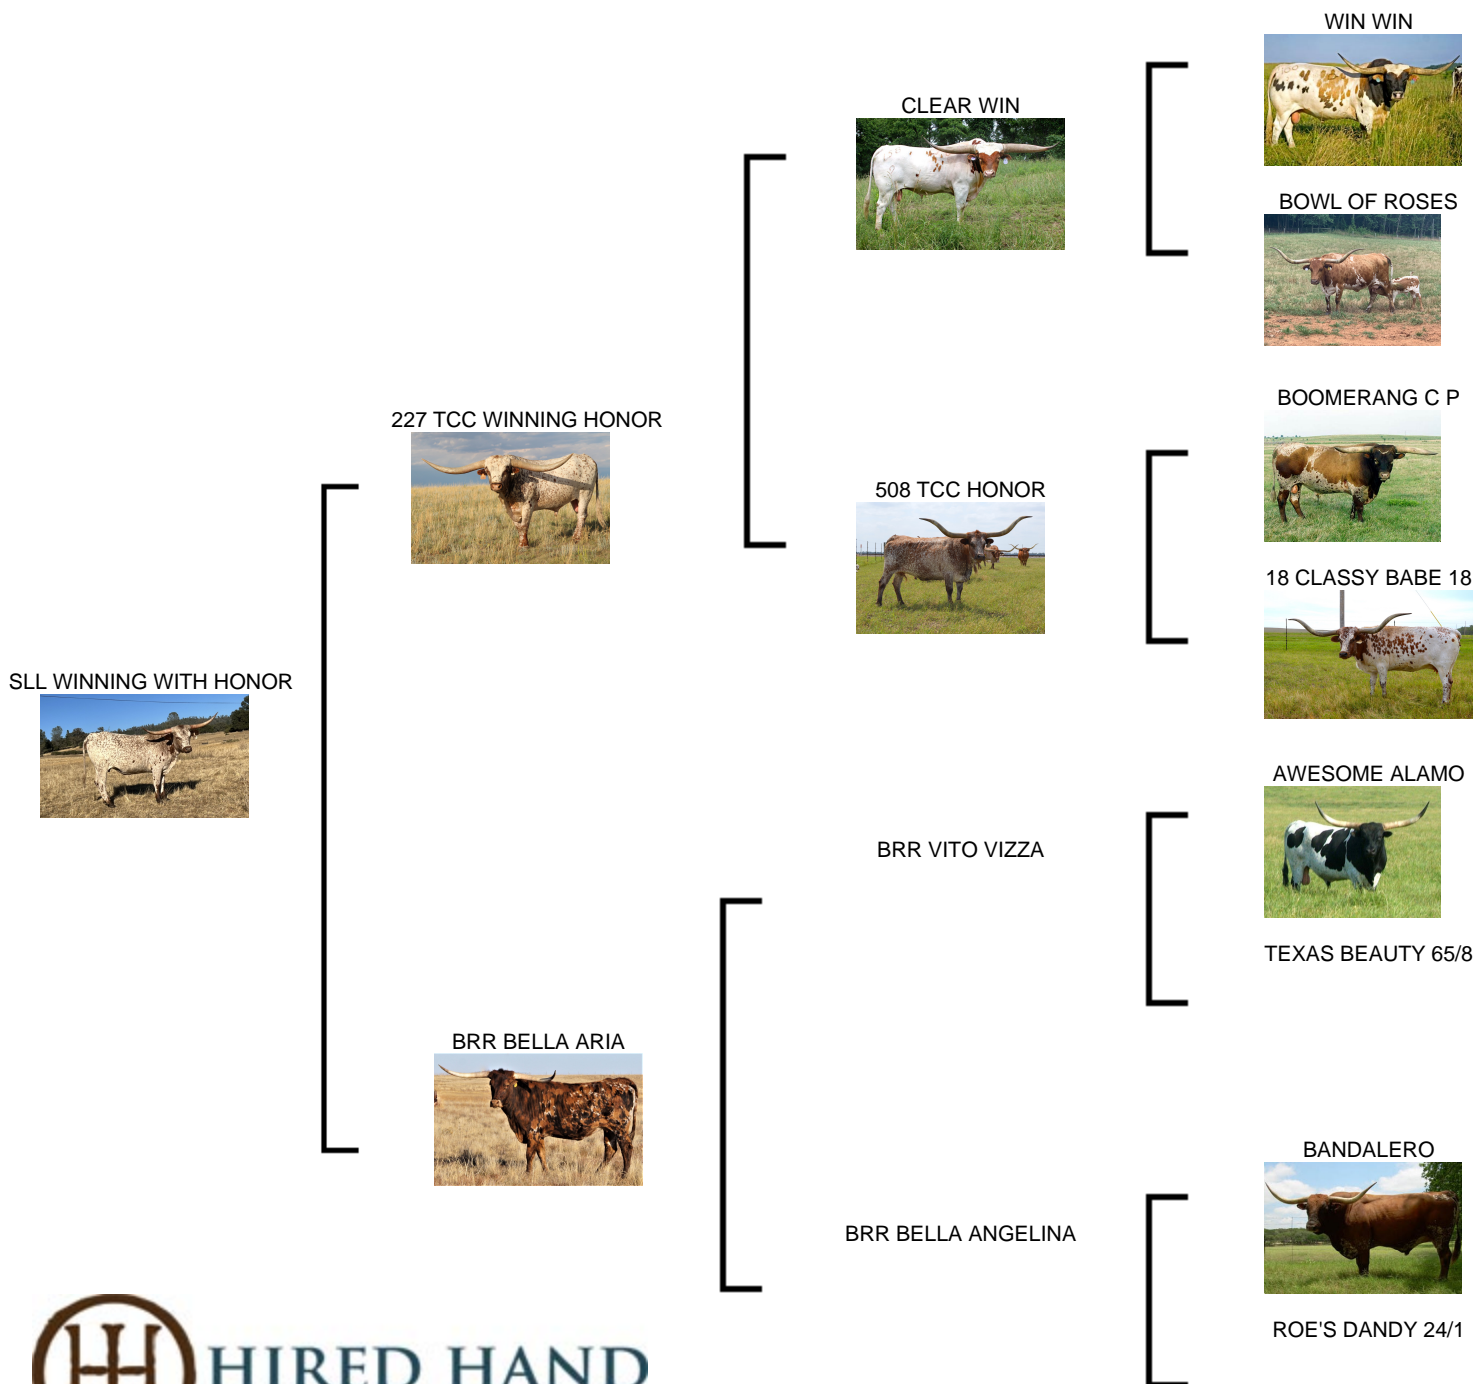 WIN WIN
CLEAR WIN
BOWL OF ROSES
BOOMERANG C P
227 TCC WINNING HONOR
508 TCC HONOR
18 CLASSY BABE 18
SLL WINNING WITH HONOR
AWESOME ALAMO
BRR VITO VIZZA
TEXAS BEAUTY 65/8
BRR BELLA ARIA
BANDALERO
BRR BELLA ANGELINA
ROE'S DANDY 24/1
HIRED HAND